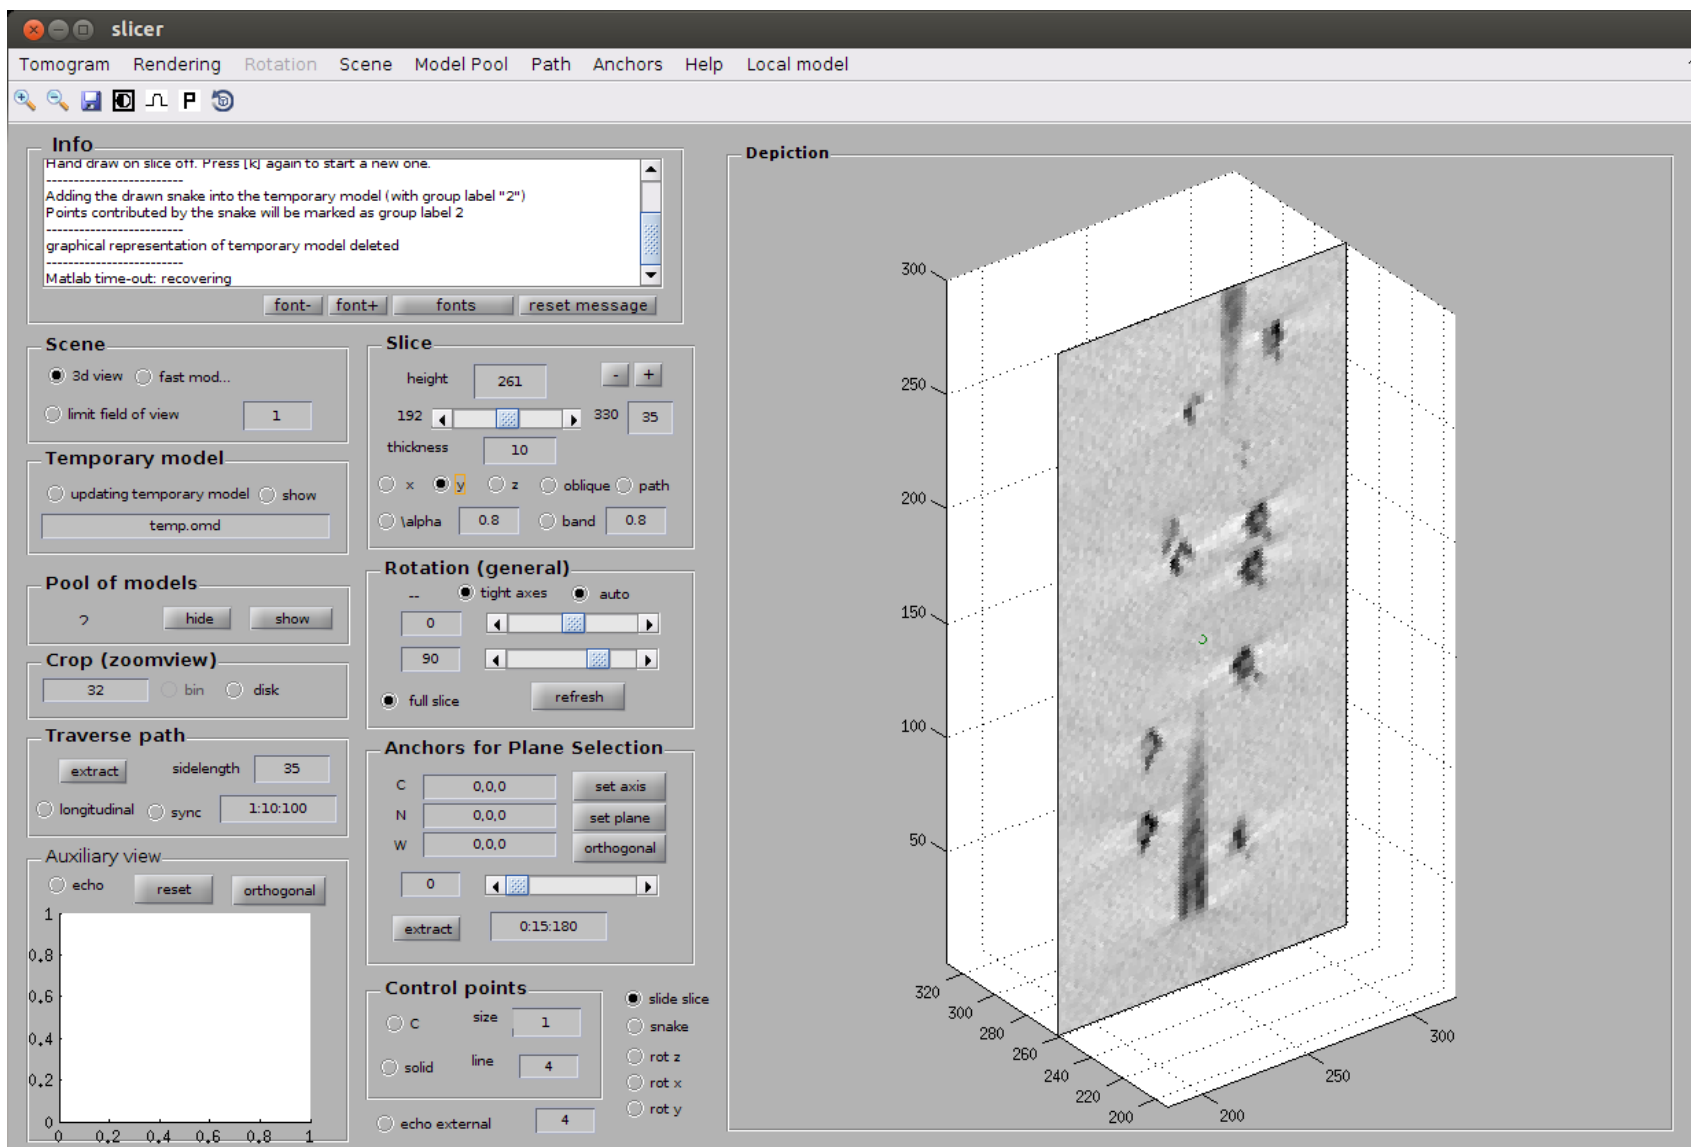 slicer
Tomogram Rendering Rotation Scene Model Pool Path Anchors Help Local model
P
Info
Hand draw on slice off. Press [k] again to start a new one.
-------------------------
Adding the drawn snake into the temporary model (with group label "2")
Points contributed by the snake will be marked as group label 2
-------------------------
graphical representation of temporary model deleted
-------------------------
Matlab time-out: recovering
font- font+ fonts reset message
Scene
3d view fast mod...
limit field of view 1
Temporary model
updating temporary model show
temp.omd
Pool of models
? hide show
Crop (zoomview)
32 bin disk
Traverse path
extract sidelength 35
longitudinal sync 1:10:100
Auxiliary view
echo reset orthogonal
1
0.8
0.6
0.4
0.2
0
0 0.2 0.4 0.6 0.8 1
Slice
height 261 - +
192 330 35
thickness 10
x y z oblique path
\alpha 0.8 band 0.8
Rotation (general)
-- tight axes auto
0
90
full slice refresh
Anchors for Plane Selection
C 0,0,0 set axis
N 0,0,0 set plane
W 0,0,0 orthogonal
0
extract 0:15:180
Control points
C size 1
solid line 4
echo external 4
slide slice
snake
rot z
rot x
rot y
Depiction
300
250
200
150
100
50
320
300
280
260
240
220
200
200
250
300